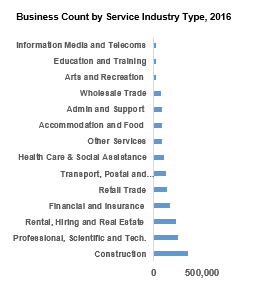 Business Count by Service Industry Type, 2016
Information Media and Telecoms
Education and Training
Arts and Recreation
Wholesale Trade
Admin and Support
Accommodation and Food
Other Services
Health Care & Social Assistance
Transport, Postal and...
Retail Trade
Financial and Insurance
Rental, Hiring and Real Estate
Professional, Scientific and Tech.
Construction
0 500,000